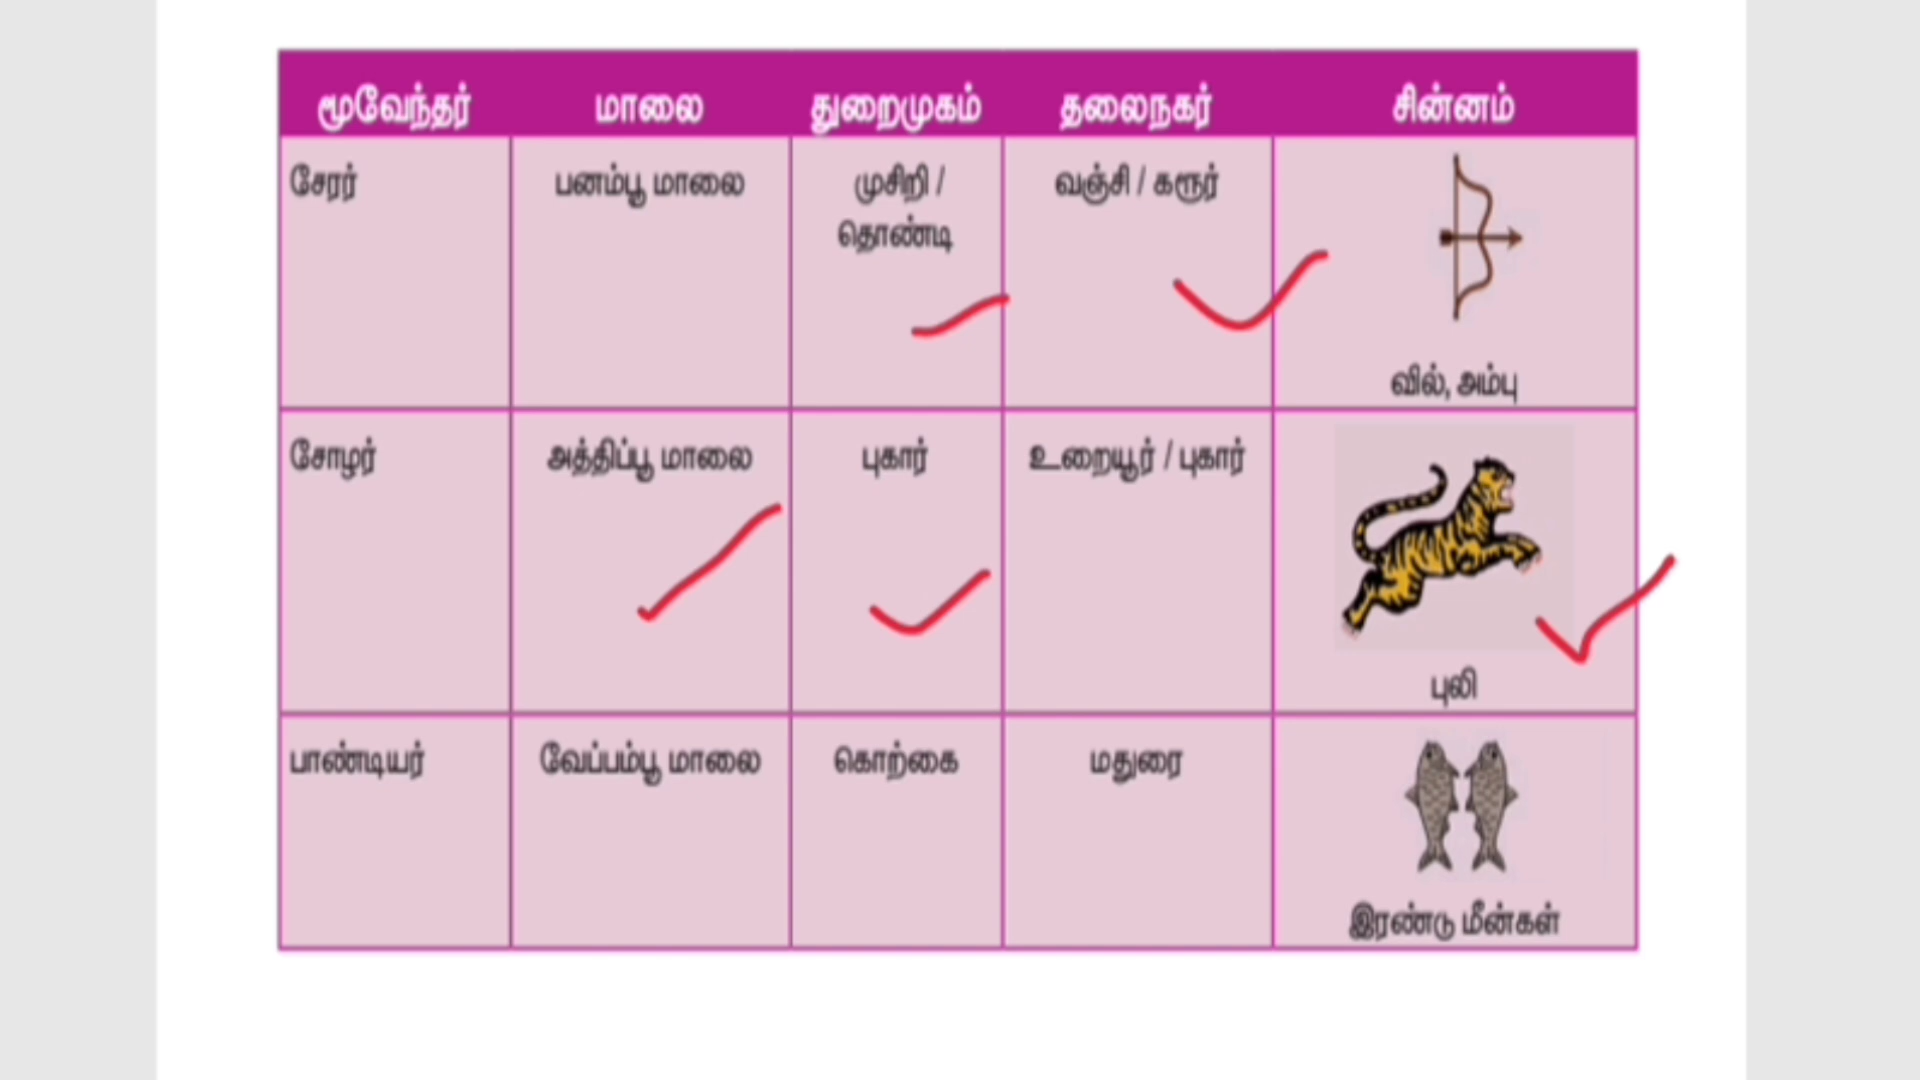 மூவேந்தர் மாலை துறைமுகம் தலைநகர் சின்னம்
சேரர் பனம்பூ மாலை முசிறி / வஞ்சி / கரூர்
தொண்டி
வில், அம்பு
சோழர் அத்திப்பூ மாலை புகார் உறையூர் / புகார்
புலி
பாண்டியர் வேப்பம்பூ மாலை கொற்கை மதுரை
இரண்டு மீன்கள்